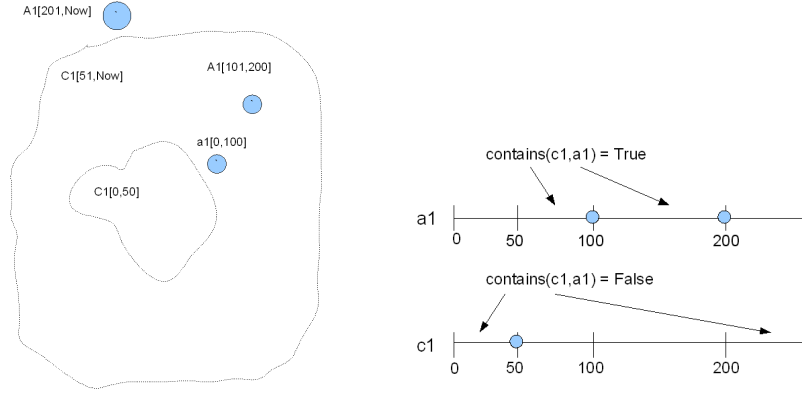 A1[201,Now]
C1[51,Now]
A1[101,200]
a1[0,100]
C1[0,50]
contains(c1,a1) = True
a1
0 50 100 200
contains(c1,a1) = False
c1
0 50 100 200